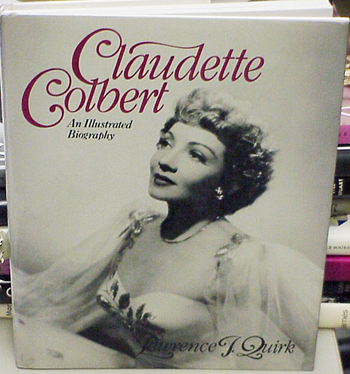 Claudette
Colbert
An Illustrated
Biography
Lawrence J. Quirk